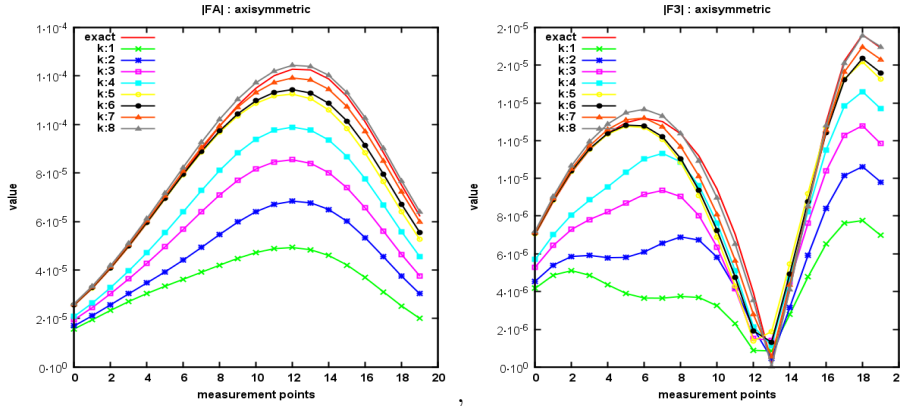 |FA| : axisymmetric
1·10⁻⁴
1·10⁻⁴
1·10⁻⁴
8·10⁻⁵
6·10⁻⁵
4·10⁻⁵
2·10⁻⁵
0·10⁰
value
exact
k:1
k:2
k:3
k:4
k:5
k:6
k:7
k:8
0 2 4 6 8 10 12 14 16 18 20
measurement points
,
|F3| : axisymmetric
2·10⁻⁵
2·10⁻⁵
1·10⁻⁵
1·10⁻⁵
1·10⁻⁵
8·10⁻⁶
6·10⁻⁶
4·10⁻⁶
2·10⁻⁶
0·10⁰
value
exact
k:1
k:2
k:3
k:4
k:5
k:6
k:7
k:8
0 2 4 6 8 10 12 14 16 18 2
measurement points